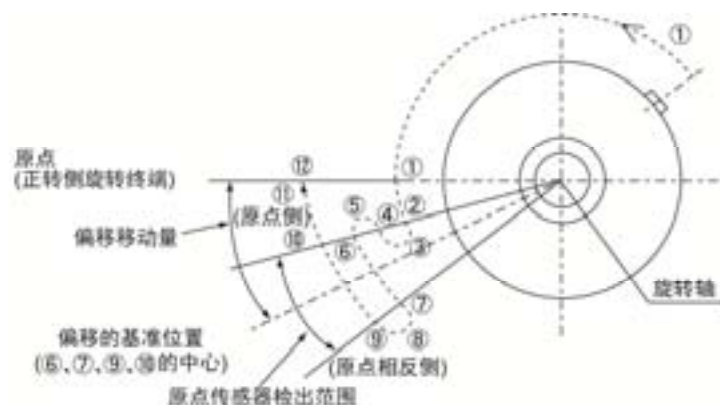 ①
原点
(正转侧旋转终端)
⑫
①
⑪
(原点侧)
⑤
④
②
偏移移动量
⑩
⑥
③
旋转轴
⑦
偏移的基准位置
(⑥、⑦、⑨、⑩的中心)
⑨
⑧
(原点相反侧)
原点传感器检出范围